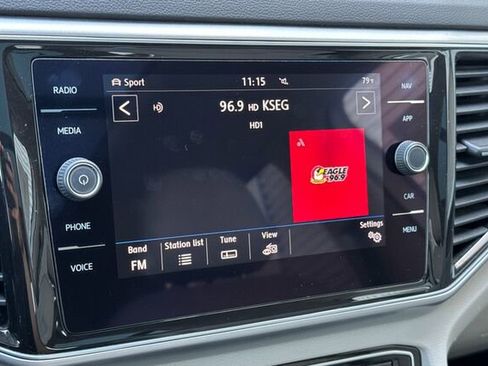 RADIO
MEDIA
PHONE
VOICE
Sport 11:15 79°F
96.9 HD KSEG
HD1
EAGLE
96.9
Settings
Band Station list Tune View
FM
NAV
APP
CAR
MENU